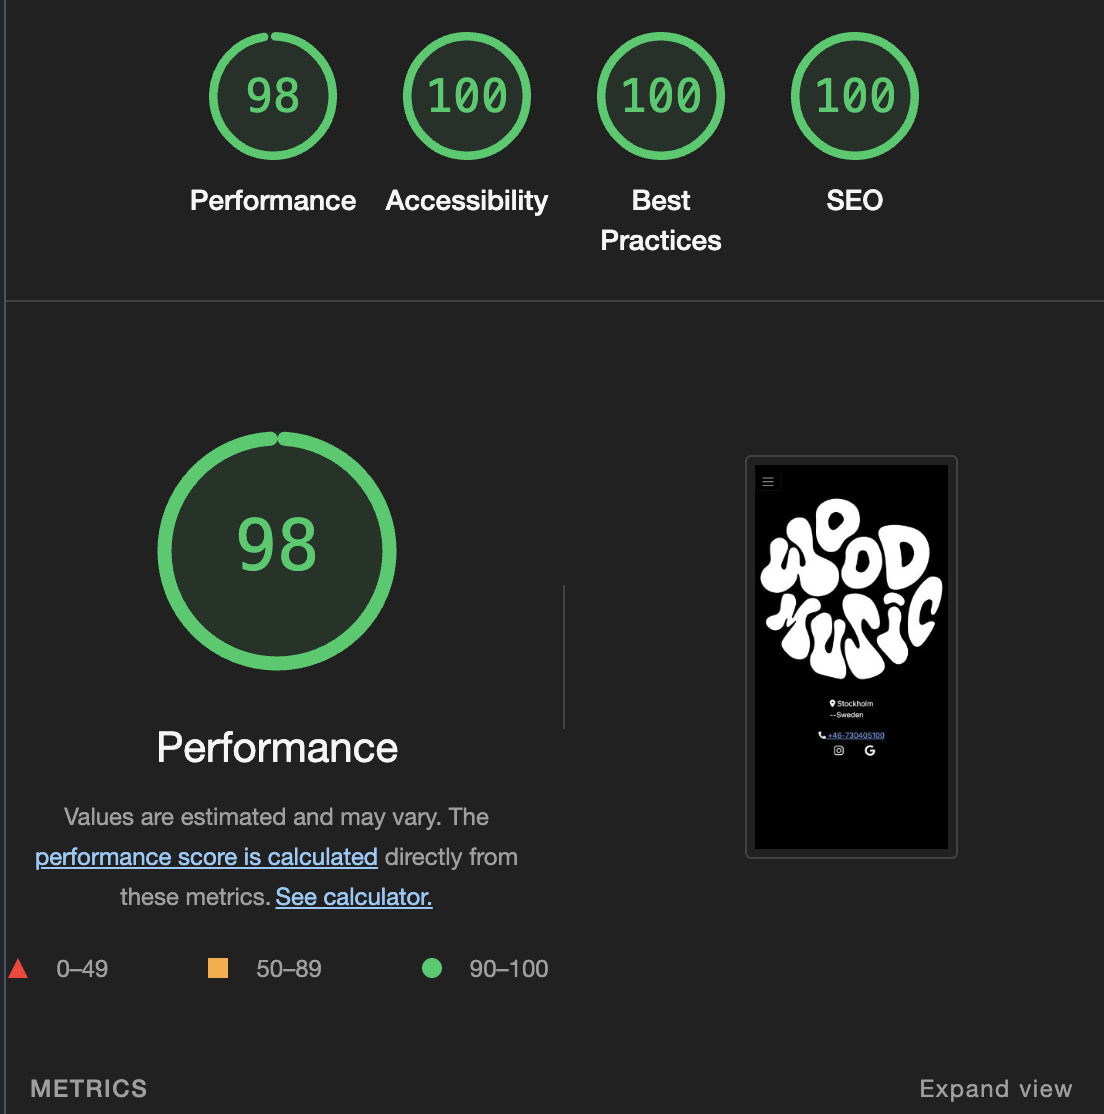 98
100
100
100
Performance
Accessibility
Best
Practices
SEO
98
Performance
Values are estimated and may vary. The
performance score is calculated directly from
these metrics. See calculator.
0–49
50–89
90–100
WOOD
MUSIC
Stockholm
--Sweden
+46-730405100
METRICS
Expand view